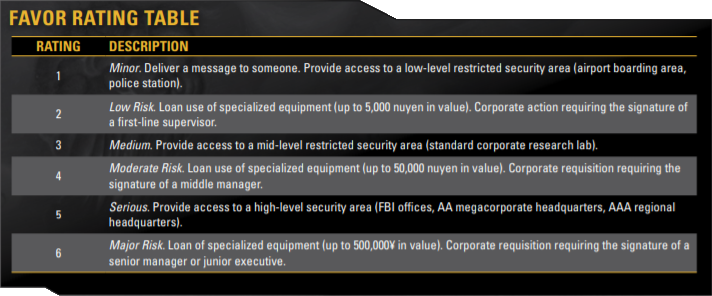 FAVOR RATING TABLE
RATING DESCRIPTION
1 Minor. Deliver a message to someone. Provide access to a low-level restricted security area (airport boarding area,
police station).
2 Low Risk. Loan use of specialized equipment (up to 5,000 nuyen in value). Corporate action requiring the signature of
a first-line supervisor.
3 Medium. Provide access to a mid-level restricted security area (standard corporate research lab).
4 Moderate Risk. Loan use of specialized equipment (up to 50,000 nuyen in value). Corporate requisition requiring the
signature of a middle manager.
5 Serious. Provide access to a high-level security area (FBI offices, AA megacorporate headquarters, AAA regional
headquarters).
6 Major Risk. Loan of specialized equipment (up to 500,000¥ in value). Corporate requisition requiring the signature of a
senior manager or junior executive.